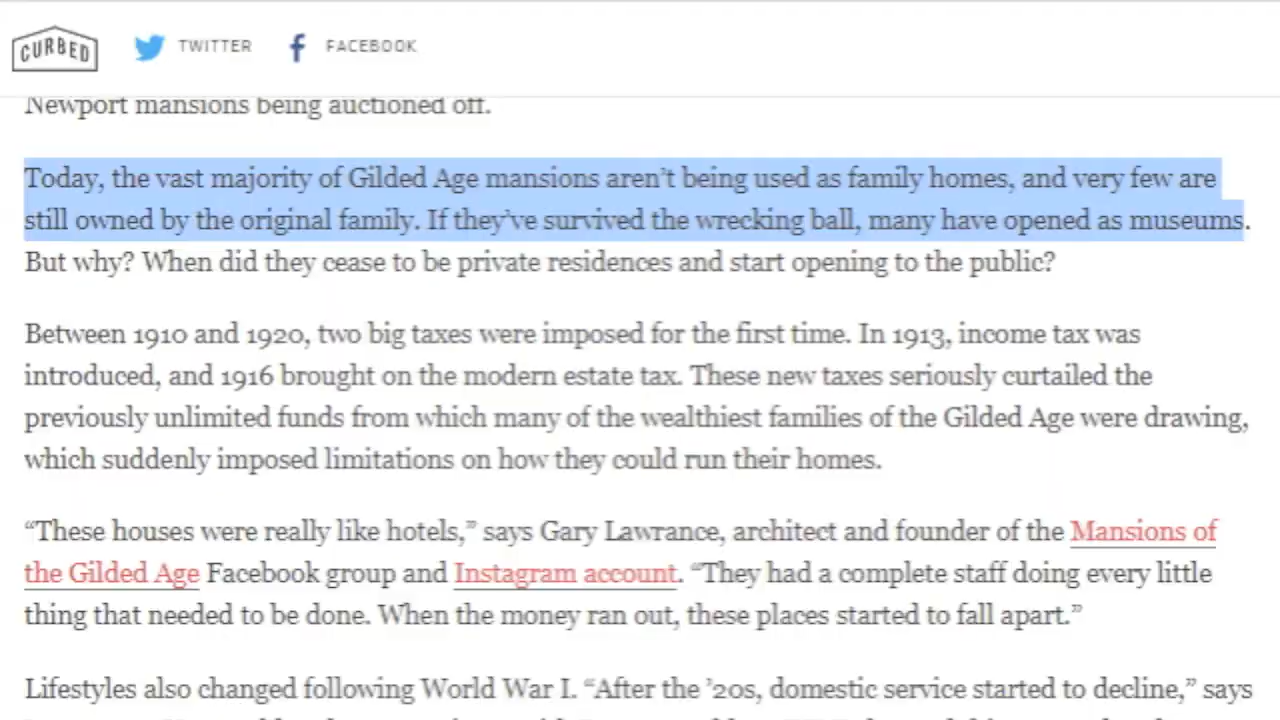 CURBED TWITTER FACEBOOK
Newport mansions being auctioned off.
Today, the vast majority of Gilded Age mansions aren’t being used as family homes, and very few are
still owned by the original family. If they’ve survived the wrecking ball, many have opened as museums.
But why? When did they cease to be private residences and start opening to the public?
Between 1910 and 1920, two big taxes were imposed for the first time. In 1913, income tax was
introduced, and 1916 brought on the modern estate tax. These new taxes seriously curtailed the
previously unlimited funds from which many of the wealthiest families of the Gilded Age were drawing,
which suddenly imposed limitations on how they could run their homes.
“These houses were really like hotels,” says Gary Lawrance, architect and founder of the Mansions of
the Gilded Age Facebook group and Instagram account. “They had a complete staff doing every little
thing that needed to be done. When the money ran out, these places started to fall apart.”
Lifestyles also changed following World War I. “After the ’20s, domestic service started to decline,” says